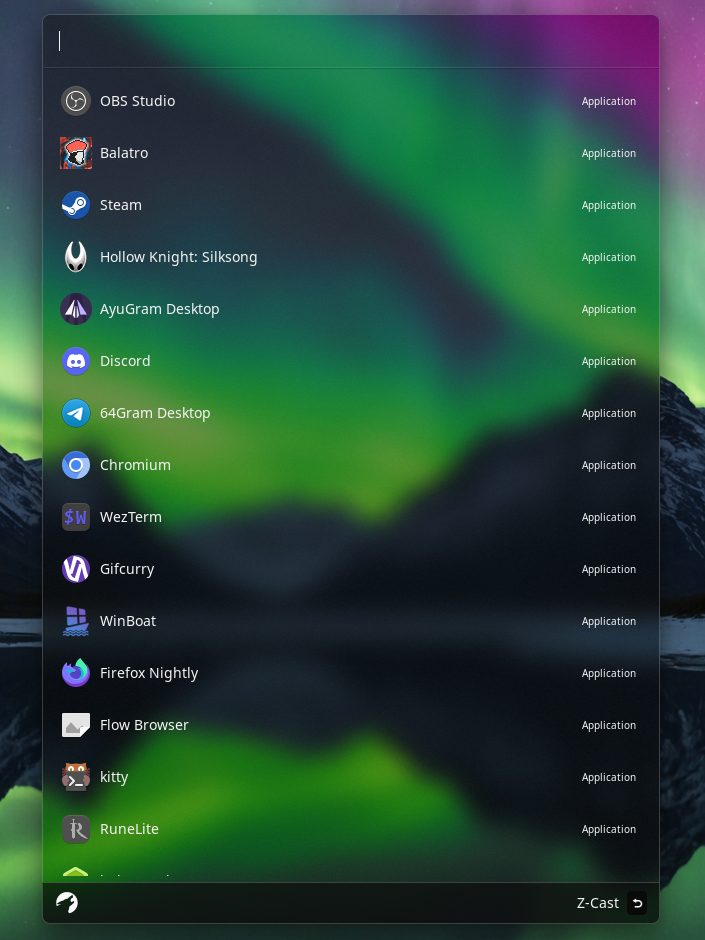 OBS Studio Application
Balatro Application
Steam Application
Hollow Knight: Silksong Application
AyuGram Desktop Application
Discord Application
64Gram Desktop Application
Chromium Application
$W WezTerm Application
Gifcurry Application
WinBoat Application
Firefox Nightly Application
Flow Browser Application
kitty Application
RuneLite Application
Z-Cast